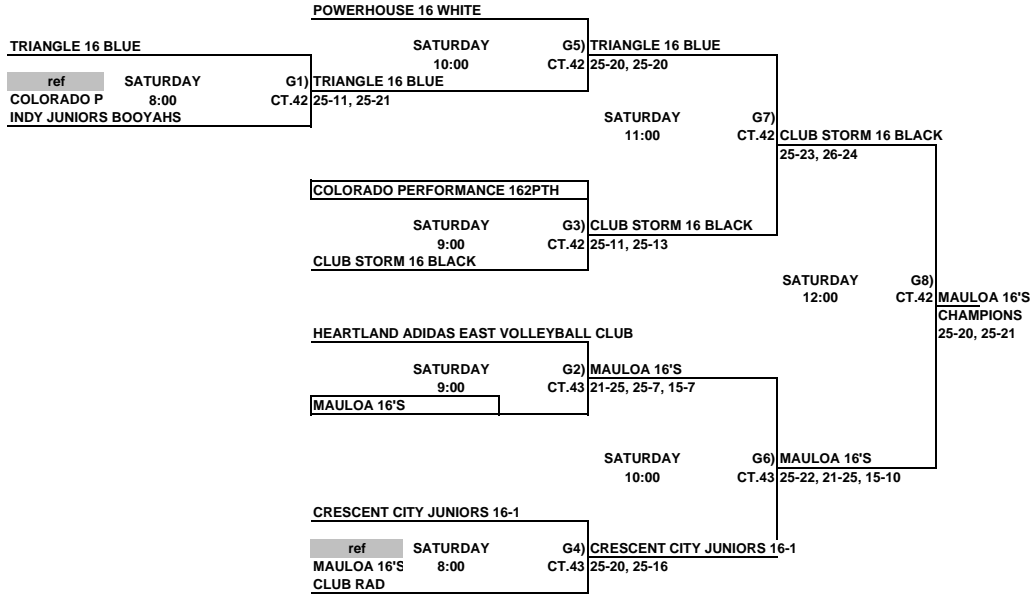 POWERHOUSE 16 WHITE
TRIANGLE 16 BLUE SATURDAY G5) TRIANGLE 16 BLUE
10:00 CT.42 25-20, 25-20
ref SATURDAY G1) TRIANGLE 16 BLUE
COLORADO P 8:00 CT.42 25-11, 25-21
INDY JUNIORS BOOYAHS SATURDAY G7)
11:00 CT.42 CLUB STORM 16 BLACK
25-23, 26-24
COLORADO PERFORMANCE 162PTH
SATURDAY G3) CLUB STORM 16 BLACK
9:00 CT.42 25-11, 25-13
CLUB STORM 16 BLACK
SATURDAY G8)
12:00 CT.42 MAULOA 16'S
CHAMPIONS
HEARTLAND ADIDAS EAST VOLLEYBALL CLUB 25-20, 25-21
SATURDAY G2) MAULOA 16'S
9:00 CT.43 21-25, 25-7, 15-7
MAULOA 16'S
SATURDAY G6) MAULOA 16'S
10:00 CT.43 25-22, 21-25, 15-10
CRESCENT CITY JUNIORS 16-1
ref SATURDAY G4) CRESCENT CITY JUNIORS 16-1
MAULOA 16'S 8:00 CT.43 25-20, 25-16
CLUB RAD